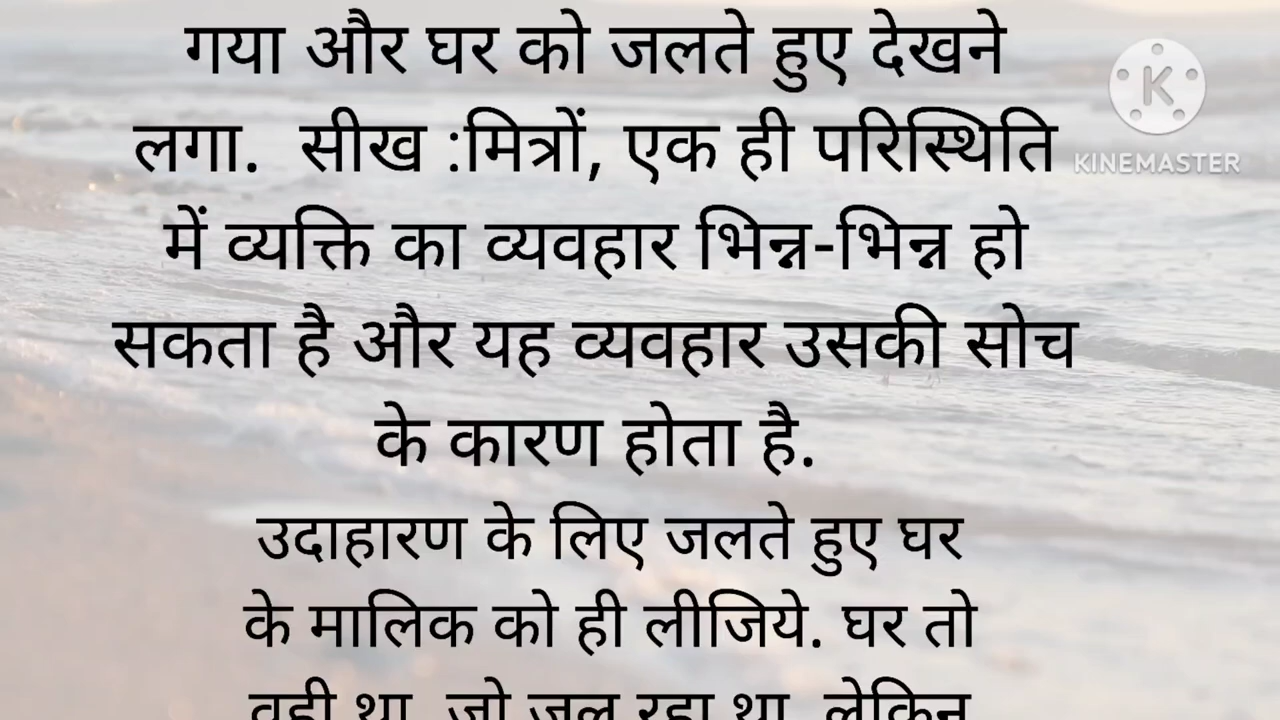 गया और घर को जलते हुए देखने
लगा.  सीख :मित्रों, एक ही परिस्थिति
में व्यक्ति का व्यवहार भिन्न-भिन्न हो
सकता है और यह व्यवहार उसकी सोच
के कारण होता है.
उदाहारण के लिए जलते हुए घर
के मालिक को ही लीजिये. घर तो
वही था, जो जल रहा था. लेकिन
K
KINEMASTER